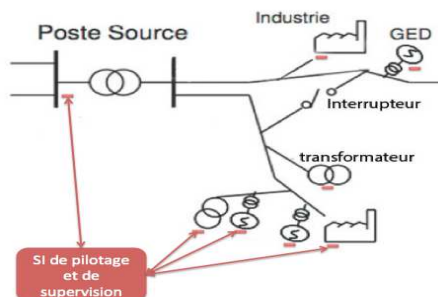 Industrie
GED
Poste Source
Interrupteur
transformateur
SI de pilotage
et de
supervision